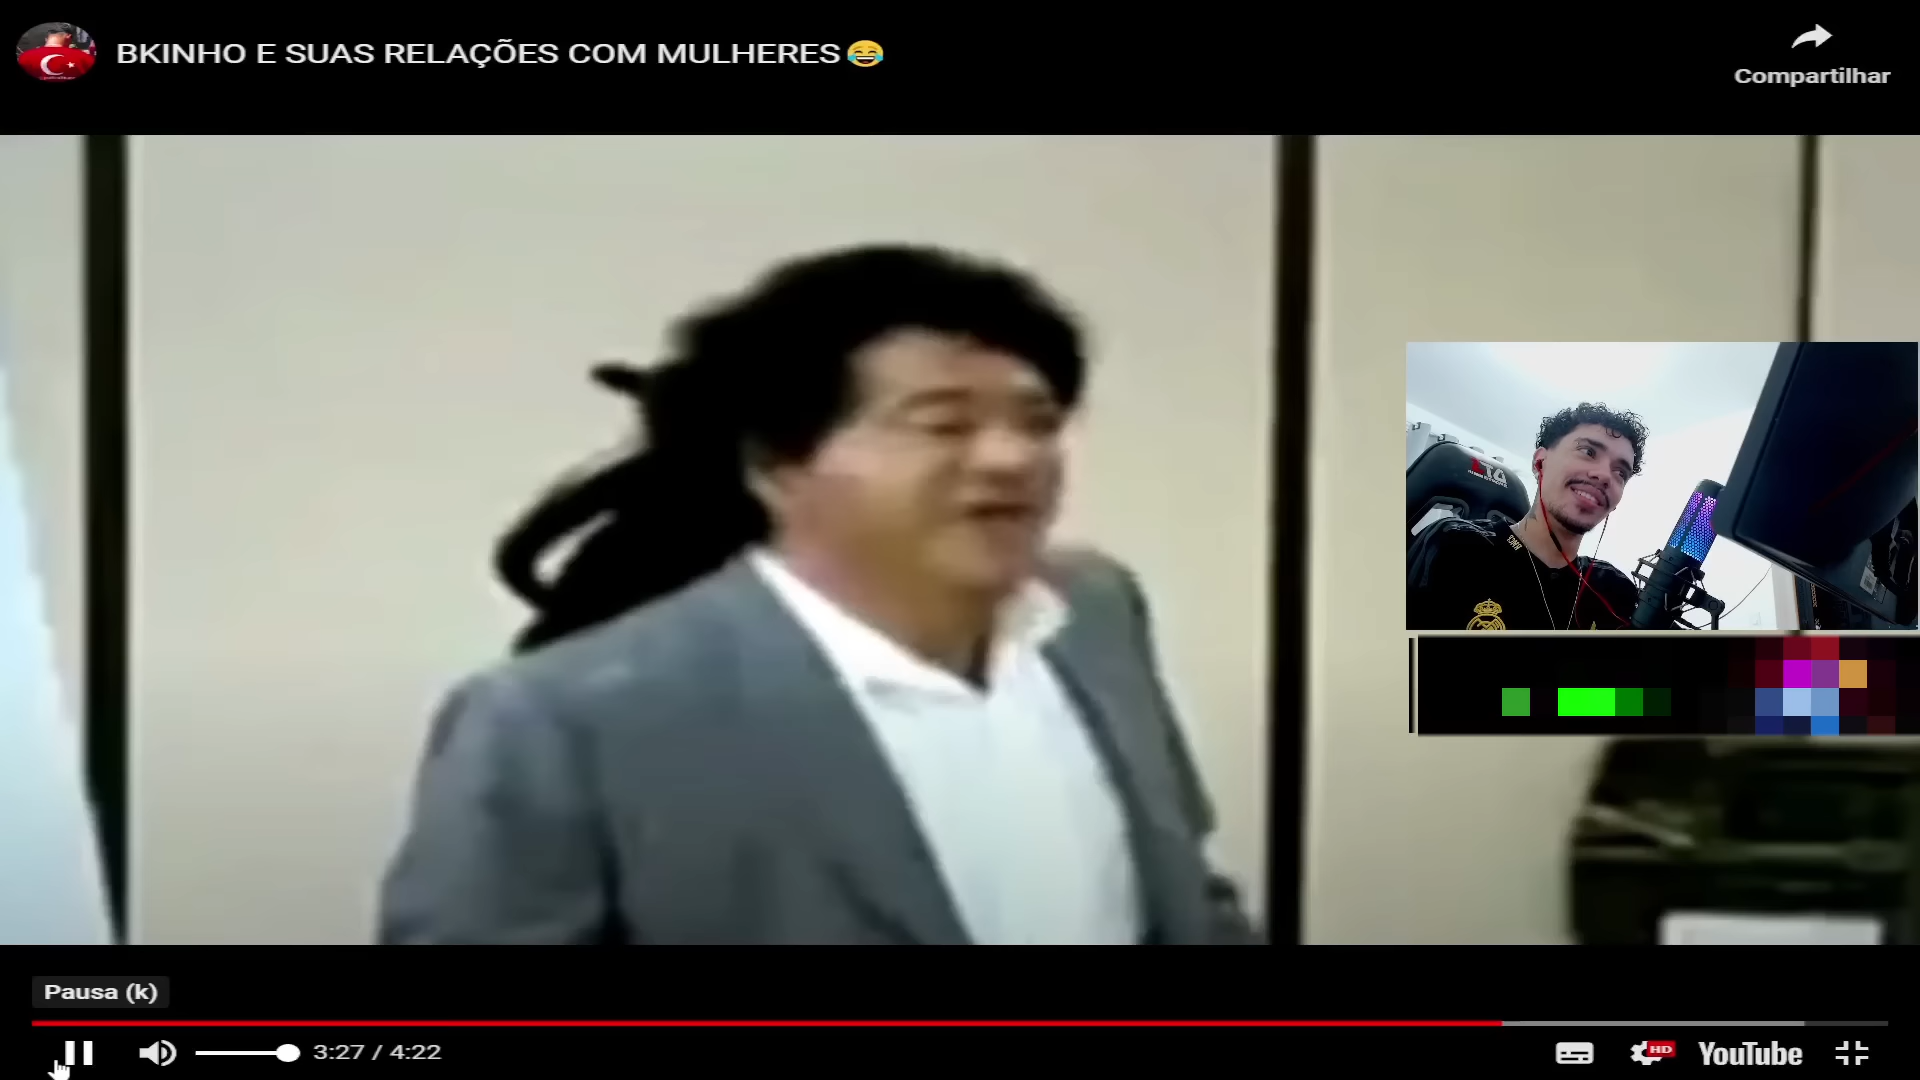 BKINHO E SUAS RELAÇÕES COM MULHERES😂
Compartilhar
Pausa (k)
3:27 / 4:22
HD
YouTube